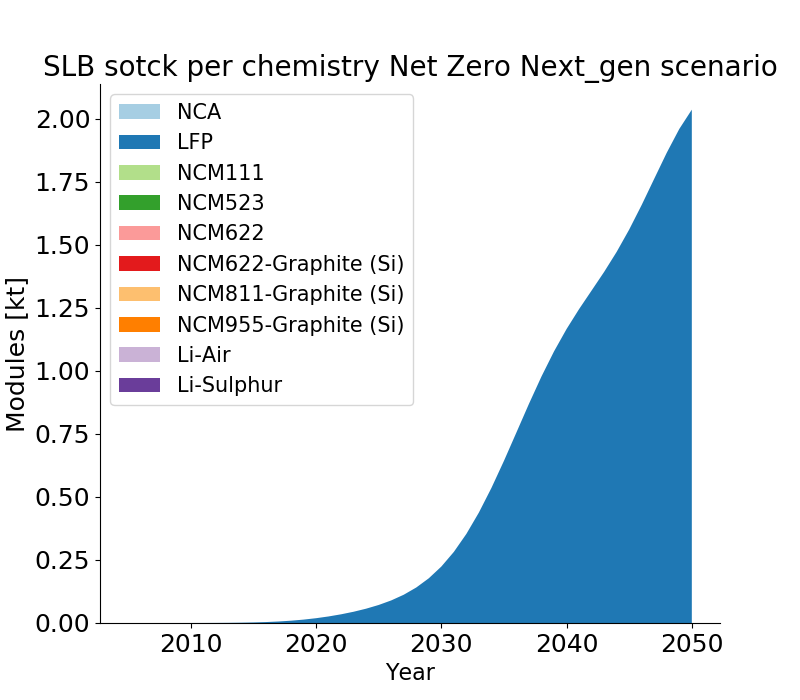 SLB sotck per chemistry Net Zero Next_gen scenario
NCA
LFP
NCM111
NCM523
NCM622
NCM622-Graphite (Si)
NCM811-Graphite (Si)
NCM955-Graphite (Si)
Li-Air
Li-Sulphur
Modules [kt]
2.00
1.75
1.50
1.25
1.00
0.75
0.50
0.25
0.00
2010 2020 2030 2040 2050
Year